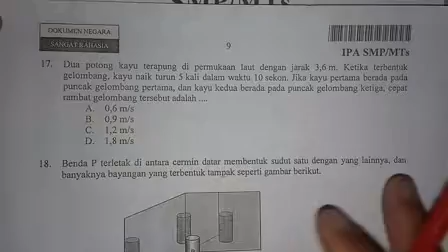 SMP/MTs
DOKUMEN NEGARA
SANGAT RAHASIA
9
IPA SMP/MTs
17. Dua potong kayu terapung di permukaan laut dengan jarak 3,6 m. Ketika terbentuk
gelombang, kayu naik turun 5 kali dalam waktu 10 sekon. Jika kayu pertama berada pada
puncak gelombang pertama, dan kayu kedua berada pada puncak gelombang ketiga, cepat
rambat gelombang tersebut adalah ....
A. 0,6 m/s
B. 0,9 m/s
C. 1,2 m/s
D. 1,8 m/s
18. Benda P terletak di antara cermin datar membentuk sudut satu dengan yang lainnya, dan
banyaknya bayangan yang terbentuk tampak seperti gambar berikut.